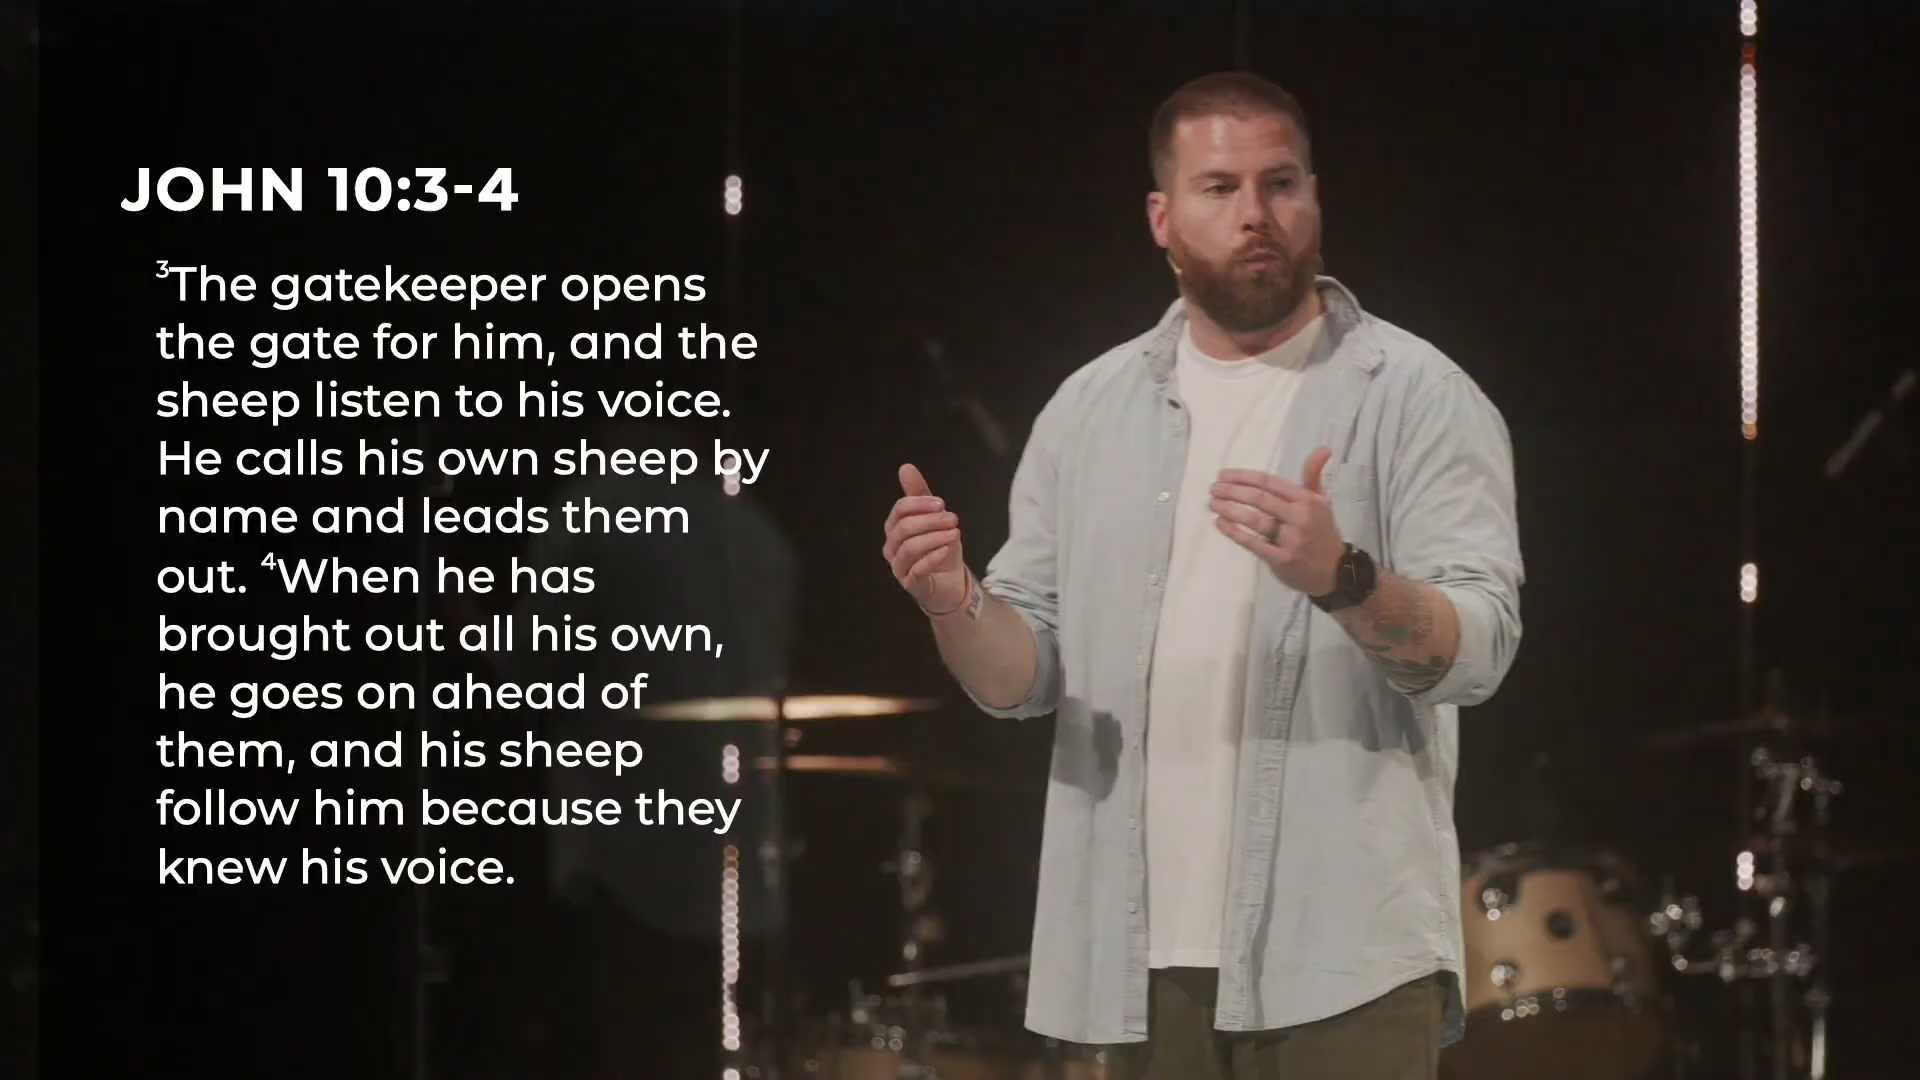 JOHN 10:3-4
³The gatekeeper opens
the gate for him, and the
sheep listen to his voice.
He calls his own sheep by
name and leads them
out. ⁴When he has
brought out all his own,
he goes on ahead of
them, and his sheep
follow him because they
knew his voice.